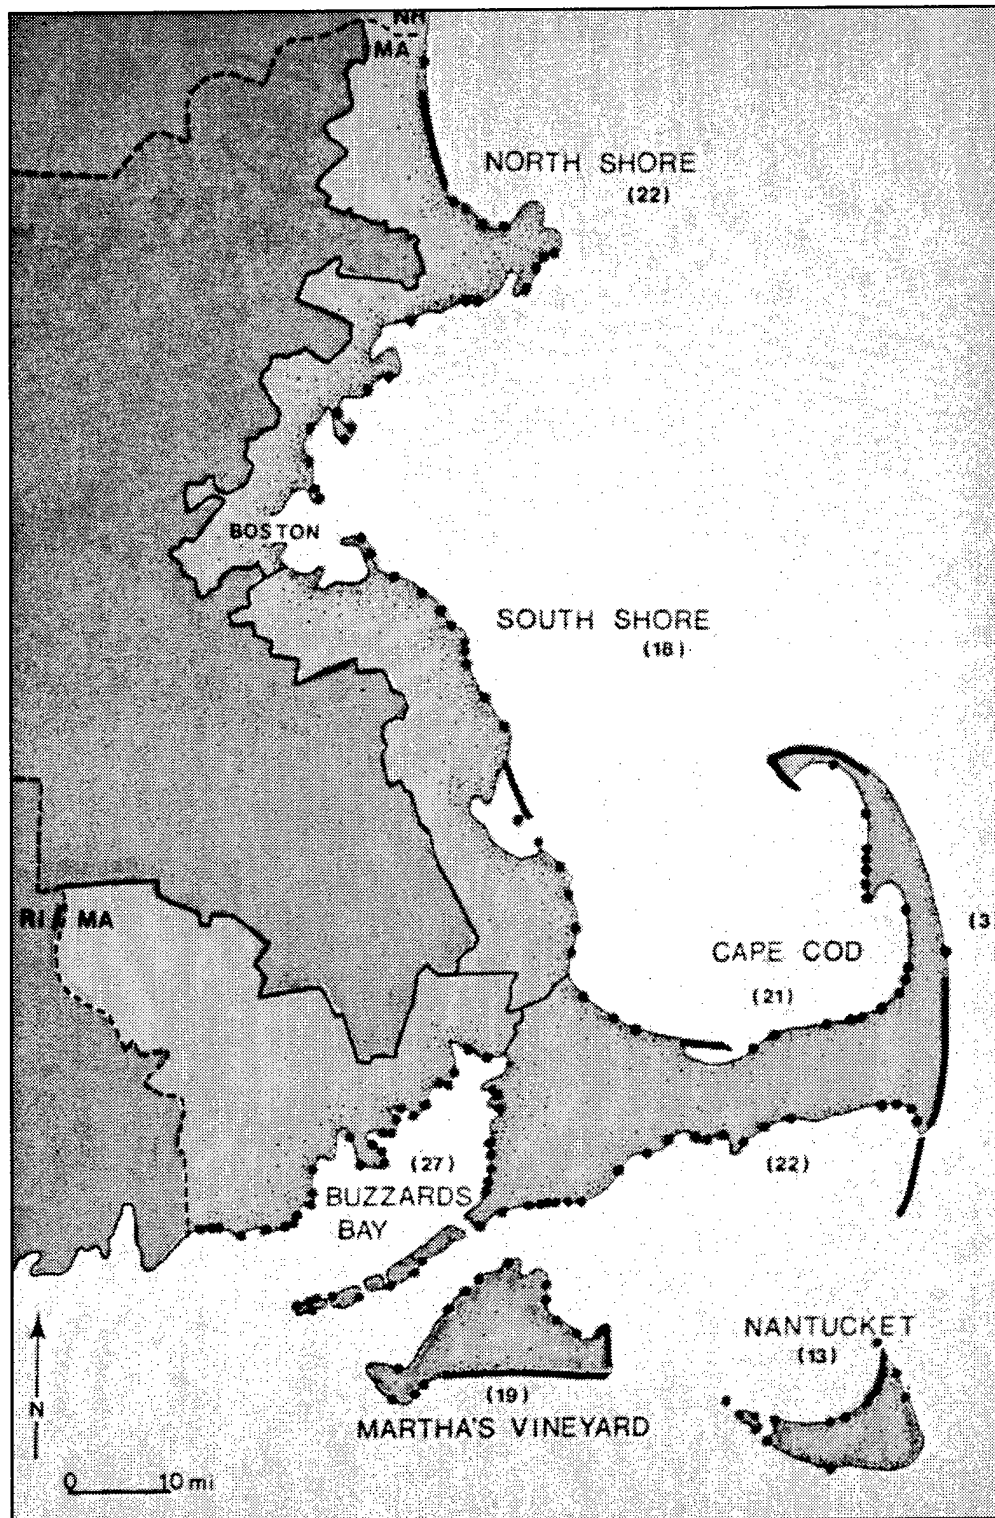 NH
MA
NORTH SHORE
(22)
BOSTON
SOUTH SHORE
(18)
RI MA
(3
CAPE COD
(21)
(27)
(22)
BUZZARDS
BAY
NANTUCKET
(13)
N
(19)
MARTHA'S VINEYARD
0 10 mi